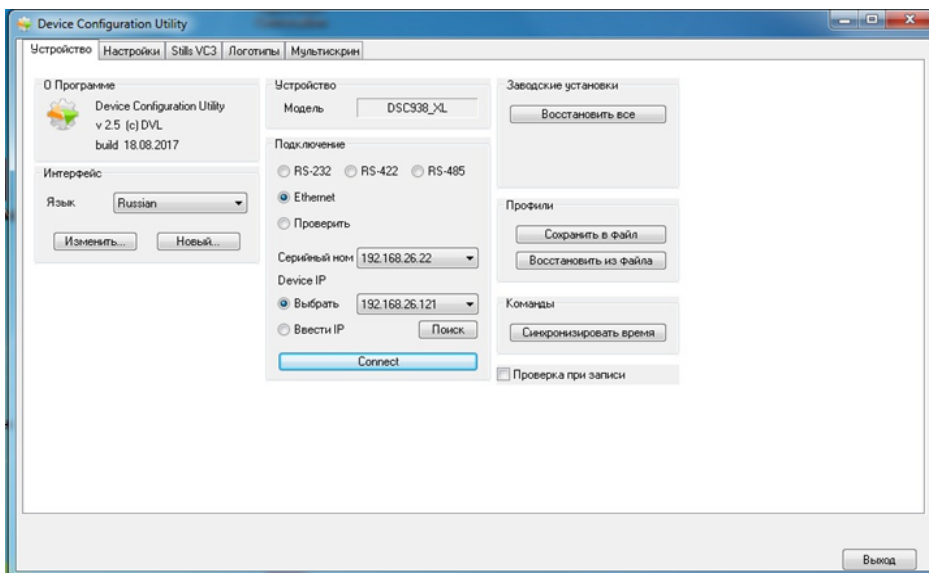 Device Configuration Utility
Устройство Настройки Stills VC3 Логотипы Мультискрин
О Программе
Device Configuration Utility
v 2.5 (c) DVL
build 18.08.2017
Интерфейс
Язык Russian
Изменить... Новый...
Устройство
Модель DSC938_XL
Подключение
RS-232 RS-422 RS-485
Ethernet
Проверить
Серийный ном 192.168.26.22
Device IP
Выбрать 192.168.26.121
Ввести IP Поиск
Connect
Заводские установки
Восстановить все
Профили
Сохранить в файл
Восстановить из файла
Команды
Синхронизировать время
Проверка при записи
Выход